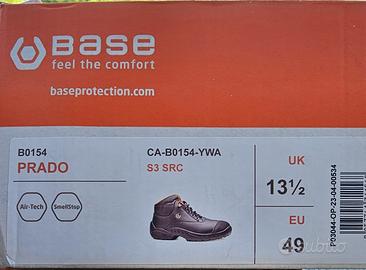 BASE
feel the comfort
baseprotection.com
B0154
PRADO
CA-B0154-YWA
S3 SRC
Air-Tech
SmellStop
UK
13½
EU
49
P03044-OP-23-04-00534
subito